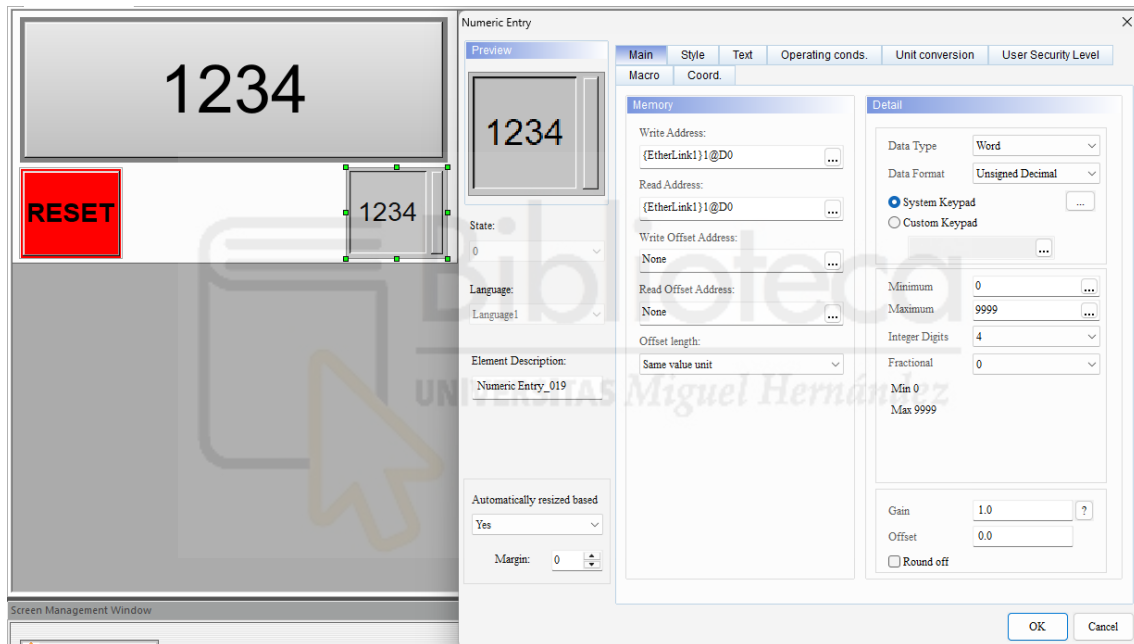 1234
RESET
1234
Screen Management Window
Numeric Entry
Preview
1234
State:
0
Language:
Language1
Element Description:
Numeric Entry_019
Automatically resized based
Yes
Margin: 0
Main Style Text Operating conds. Unit conversion User Security Level
Macro Coord.
Memory
Write Address:
{EtherLink1}1@D0
...
Read Address:
{EtherLink1}1@D0
...
Write Offset Address:
None
...
Read Offset Address:
None
...
Offset length:
Same value unit
Detail
Data Type Word
Data Format Unsigned Decimal
System Keypad ...
Custom Keypad
...
Minimum 0 ...
Maximum 9999 ...
Integer Digits 4
Fractional 0
Min 0
Max 9999
Gain 1.0 ?
Offset 0.0
Round off
OK Cancel
Biblioteca
UNIVERSITAS Miguel Hernández